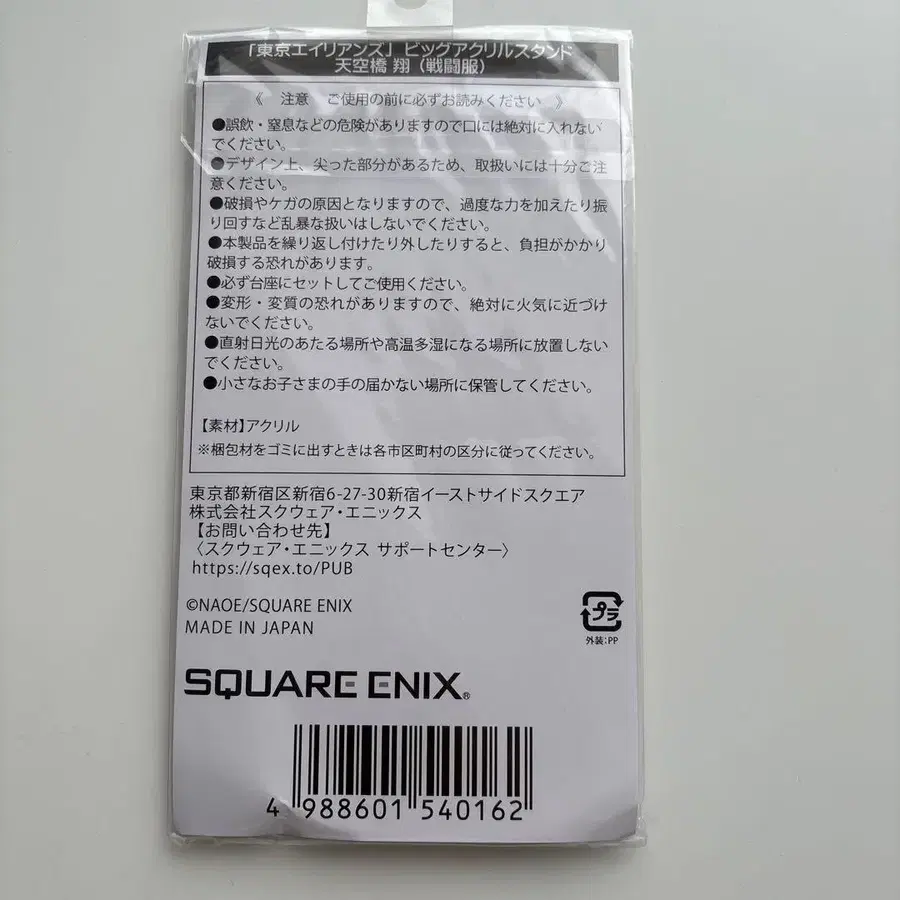 「東京エイリアンズ」ビッグアクリルスタンド
天空橋 翔（戦闘服）
《 注意 ご使用の前に必ずお読みください 》
●誤飲・窒息などの危険がありますので口には絶対に入れない
でください。
●デザイン上、尖った部分があるため、取扱いには十分ご注
意ください。
●破損やケガの原因となりますので、過度な力を加えたり振
り回すなど乱暴な扱いはしないでください。
●本製品を繰り返し付けたり外したりすると、負担がかかり
破損する恐れがあります。
●必ず台座にセットしてご使用ください。
●変形・変質の恐れがありますので、絶対に火気に近づけ
ないでください。
●直射日光のあたる場所や高温多湿になる場所に放置しない
でください。
●小さなお子さまの手の届かない場所に保管してください。
【素材】アクリル
※梱包材をゴミに出すときは各市区町村の区分に従ってください。
東京都新宿区新宿6-27-30新宿イーストサイドスクエア
株式会社スクウェア・エニックス
【お問い合わせ先】
〈スクウェア・エニックス サポートセンター〉
https://sqex.to/PUB
©NAOE/SQUARE ENIX
MADE IN JAPAN
プラ
外装:PP
SQUARE ENIX®
4 988601 540162